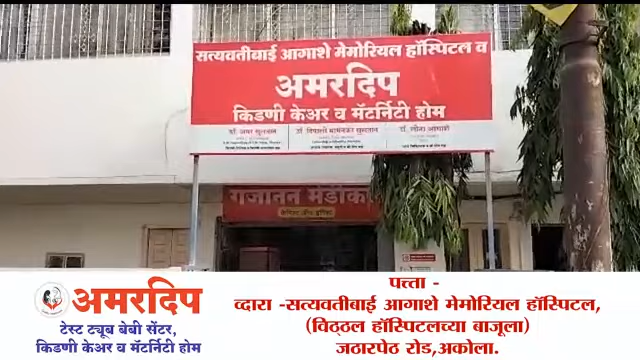 सत्यवतीबाई आगाशे मेमोरियल हॉस्पिटल व
अमरदिप
किडणी केअर व मॅटर्निटी होम
गजानन मेडीकल
अमरदिप
टेस्ट ट्यूब बेबी सेंटर,
किडणी केअर व मॅटर्निटी होम
पत्ता -
व्दारा -सत्यवतीबाई आगाशे मेमोरियल हॉस्पिटल,
(विठ्ठल हॉस्पिटलच्या बाजूला)
जठारपेठ रोड,अकोला.